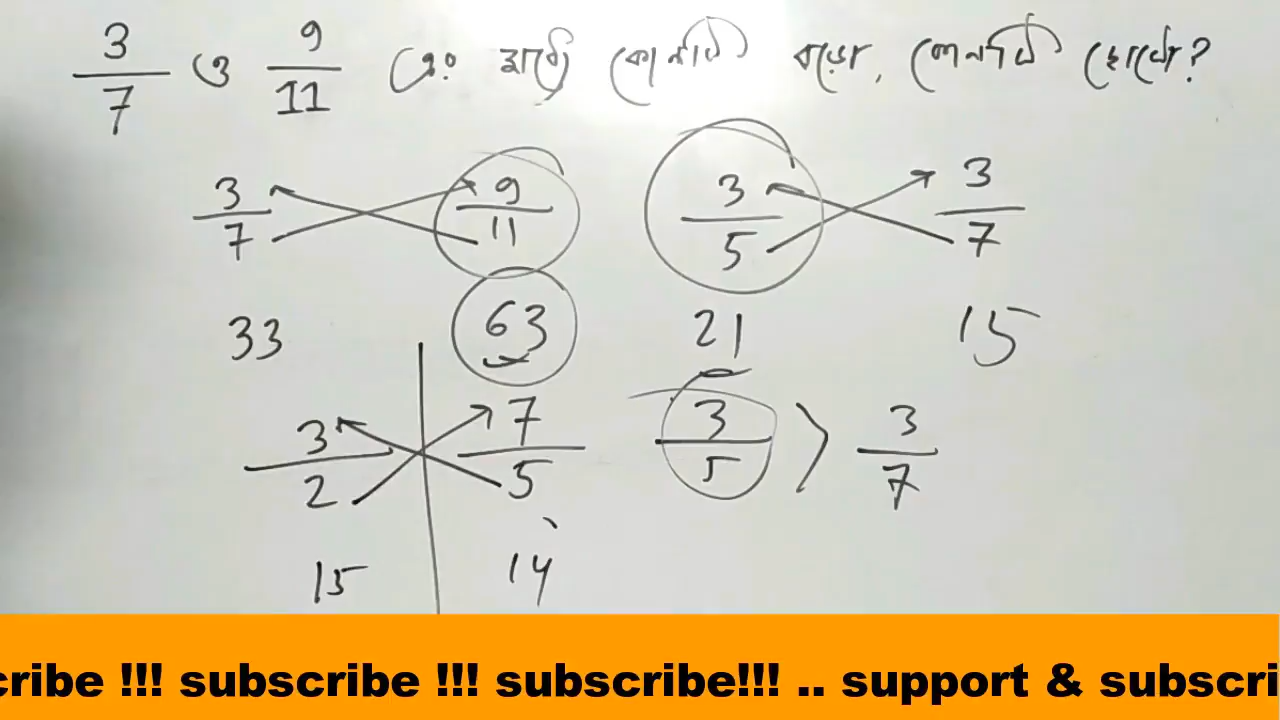 3/7 ও 9/11 এর মধ্যে কোনটি বড়ো, কোনটি ছোটো?
3/7 9/11 3/5 3/7
33 63 21 15
3/2 7/5 3/5 > 3/7
15 14
cribe !!! subscribe !!! subscribe!!! .. support & subscri